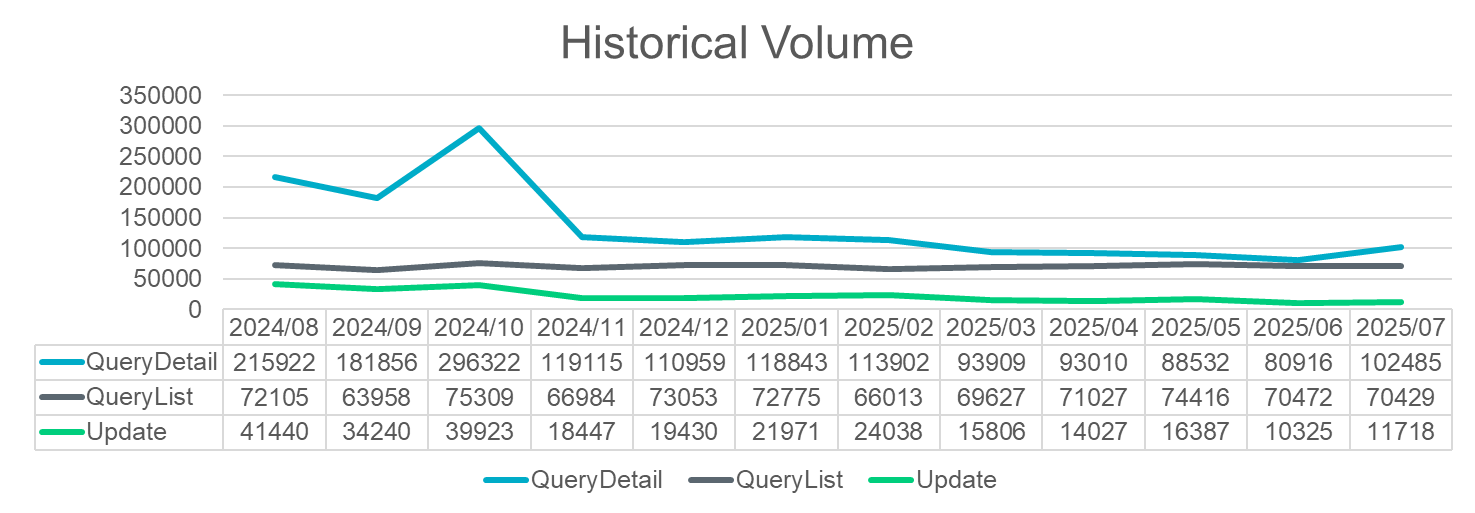 Historical Volume
350000
300000
250000
200000
150000
100000
50000
0
2024/08 2024/09 2024/10 2024/11 2024/12 2025/01 2025/02 2025/03 2025/04 2025/05 2025/06 2025/07
QueryDetail 215922 181856 296322 119115 110959 118843 113902 93909 93010 88532 80916 102485
QueryList 72105 63958 75309 66984 73053 72775 66013 69627 71027 74416 70472 70429
Update 41440 34240 39923 18447 19430 21971 24038 15806 14027 16387 10325 11718
QueryDetail QueryList Update